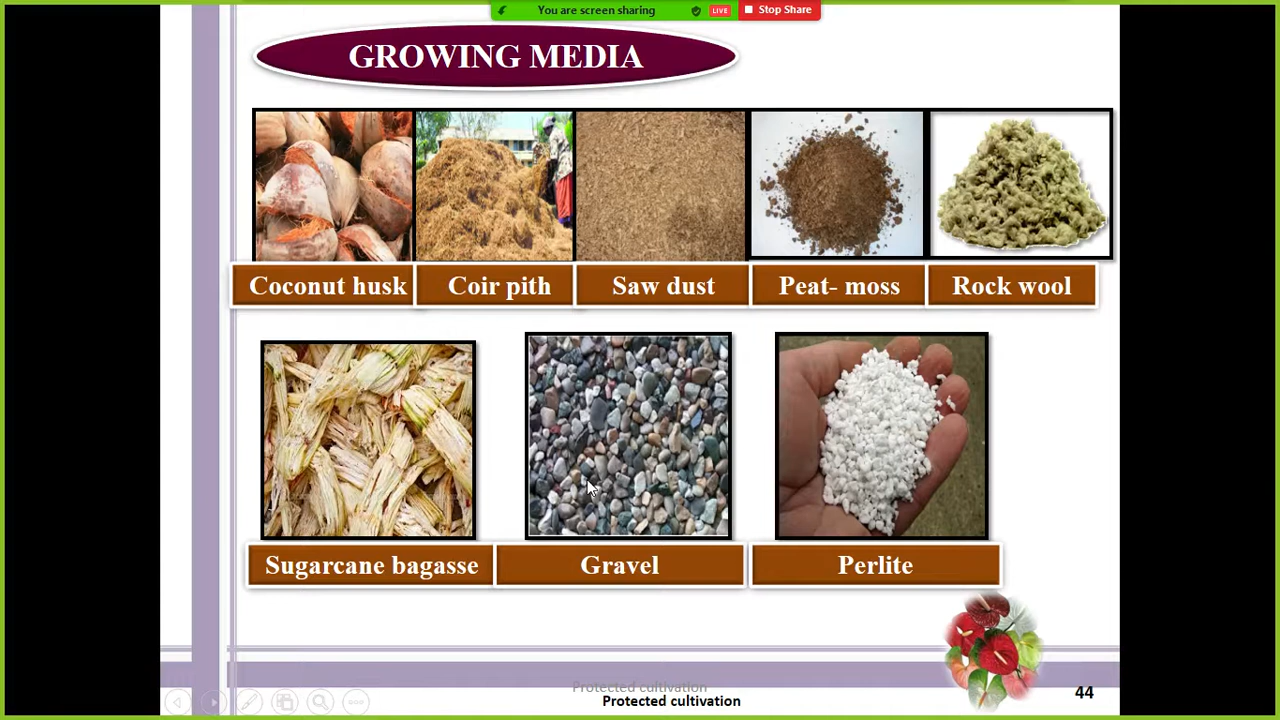 You are screen sharing
LIVE
Stop Share
GROWING MEDIA
Coconut husk
Coir pith
Saw dust
Peat- moss
Rock wool
Sugarcane bagasse
Gravel
Perlite
Protected cultivation
Protected cultivation
44